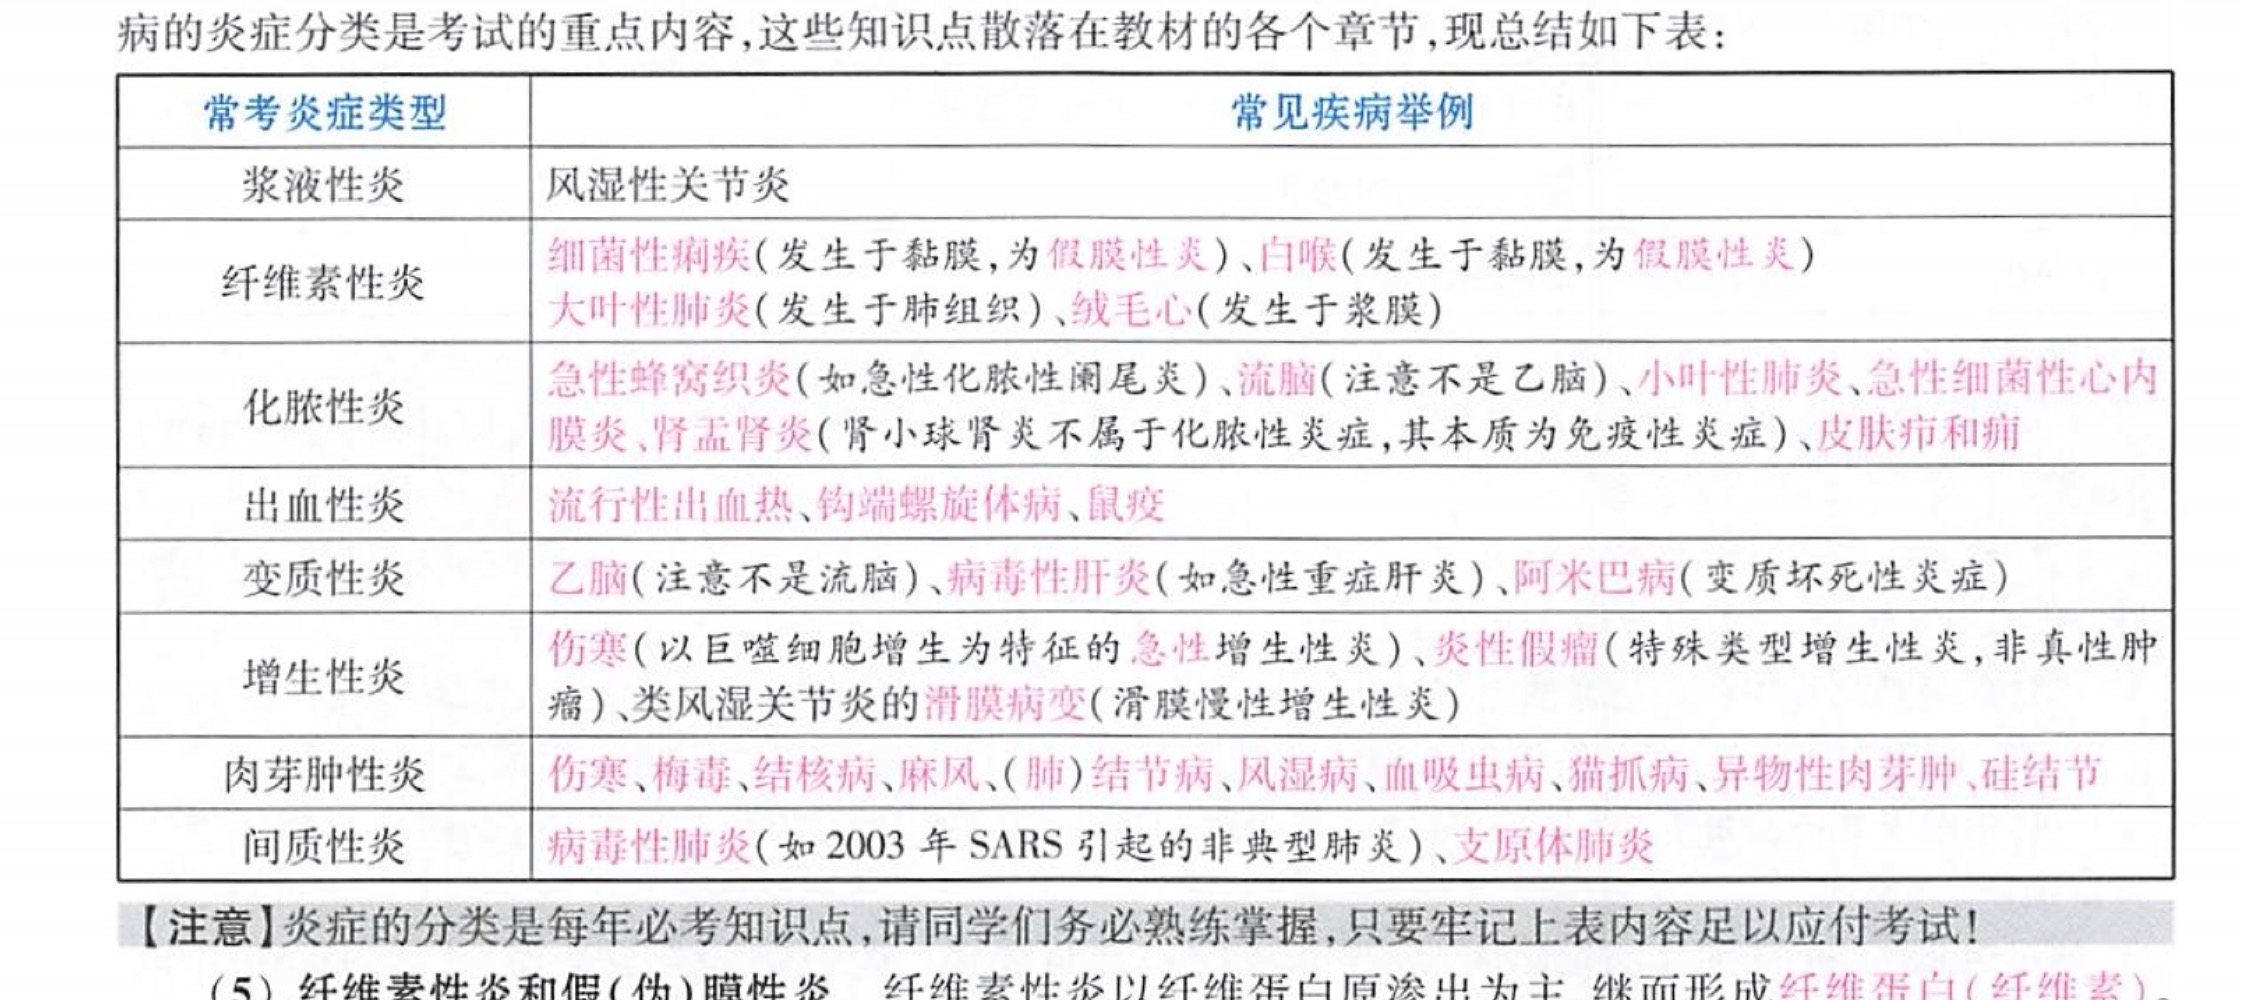 病的炎症分类是考试的重点内容,这些知识点散落在教材的各个章节,现总结如下表:
常考炎症类型 常见疾病举例
浆液性炎 风湿性关节炎
纤维素性炎 细菌性痢疾(发生于黏膜,为假膜性炎)、白喉(发生于黏膜,为假膜性炎)
大叶性肺炎(发生于肺组织)、绒毛心(发生于浆膜)
化脓性炎 急性蜂窝织炎(如急性化脓性阑尾炎)、流脑(注意不是乙脑)、小叶性肺炎、急性细菌性心内
膜炎、肾盂肾炎(肾小球肾炎不属于化脓性炎症,其本质为免疫性炎症)、皮肤疖和痈
出血性炎 流行性出血热、钩端螺旋体病、鼠疫
变质性炎 乙脑(注意不是流脑)、病毒性肝炎(如急性重症肝炎)、阿米巴病(变质坏死性炎症)
增生性炎 伤寒(以巨噬细胞增生为特征的急性增生性炎)、炎性假瘤(特殊类型增生性炎,非真性肿
瘤)、类风湿关节炎的滑膜病变(滑膜慢性增生性炎)
肉芽肿性炎 伤寒、梅毒、结核病、麻风、(肺)结节病、风湿病、血吸虫病、猫抓病、异物性肉芽肿、硅结节
间质性炎 病毒性肺炎(如2003年SARS引起的非典型肺炎)、支原体肺炎
【注意】炎症的分类是每年必考知识点,请同学们务必熟练掌握,只要牢记上表内容足以应付考试!
(5) 纤维素性炎和假(伪)膜性炎 纤维素性炎以纤维蛋白原渗出为主,继而形成纤维蛋白(纤维素)。